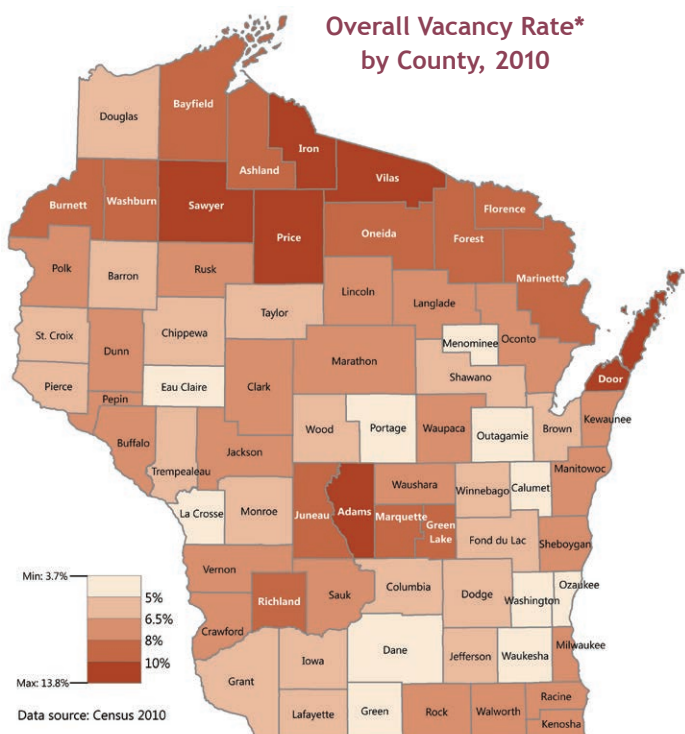 Overall Vacancy Rate*
by County, 2010
Douglas
Bayfield
Ashland
Iron
Vilas
Burnett
Washburn
Sawyer
Price
Oneida
Forest
Florence
Marinette
Polk
Barron
Rusk
Taylor
Lincoln
Langlade
Menominee
Oconto
St. Croix
Dunn
Chippewa
Marathon
Shawano
Door
Pierce
Pepin
Eau Claire
Clark
Wood
Portage
Waupaca
Outagamie
Brown
Kewaunee
Buffalo
Trempealeau
Jackson
Waushara
Winnebago
Calumet
Manitowoc
La Crosse
Monroe
Juneau
Adams
Marquette
Green
Lake
Fond du Lac
Sheboygan
Vernon
Richland
Sauk
Columbia
Dodge
Washington
Ozaukee
Crawford
Iowa
Dane
Jefferson
Waukesha
Milwaukee
Grant
Lafayette
Green
Rock
Walworth
Racine
Kenosha
Min: 3.7%
5%
6.5%
8%
10%
Max: 13.8%
Data source: Census 2010